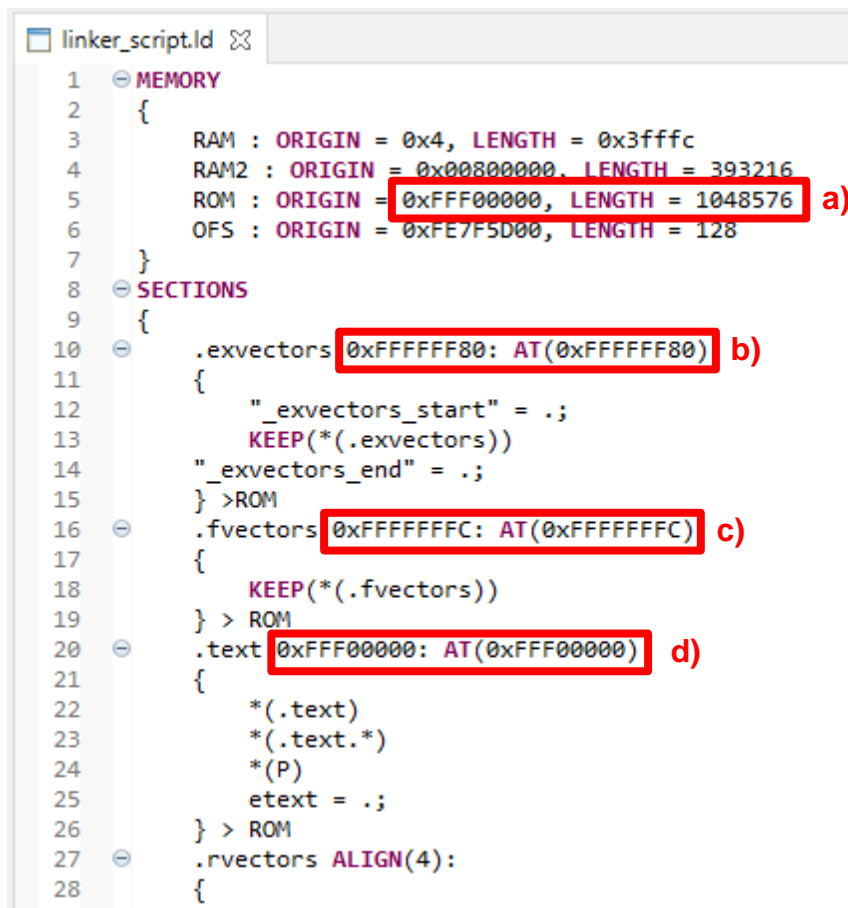 linker_script.ld
1 MEMORY
2 {
3 RAM : ORIGIN = 0x4, LENGTH = 0x3fffc
4 RAM2 : ORIGIN = 0x00800000, LENGTH = 393216
5 ROM : ORIGIN = 0xFFF00000, LENGTH = 1048576 a)
6 OFS : ORIGIN = 0xFE7F5D00, LENGTH = 128
7 }
8 SECTIONS
9 {
10 .exvectors 0xFFFFFF80: AT(0xFFFFFF80) b)
11 {
12 "_exvectors_start" = .;
13 KEEP(*(.exvectors))
14 "_exvectors_end" = .;
15 } >ROM
16 .fvectors 0xFFFFFFFC: AT(0xFFFFFFFC) c)
17 {
18 KEEP(*(.fvectors))
19 } > ROM
20 .text 0xFFF00000: AT(0xFFF00000) d)
21 {
22 *(.text)
23 *(.text.*)
24 *(P)
25 etext = .;
26 } > ROM
27 .rvectors ALIGN(4):
28 {